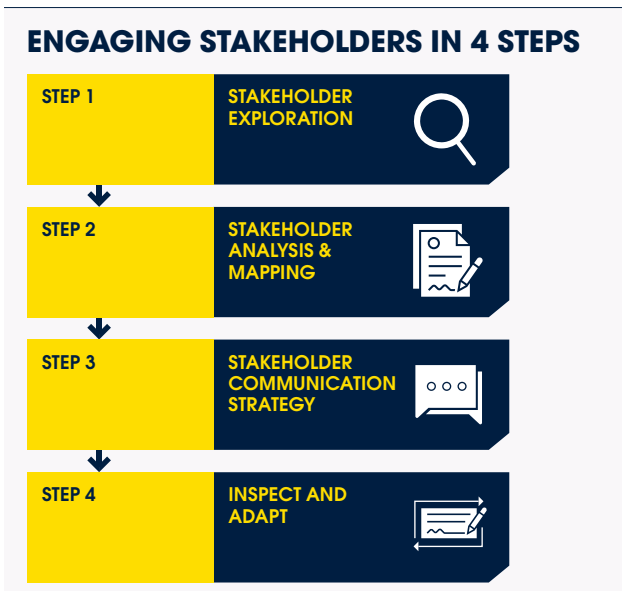 ENGAGING STAKEHOLDERS IN 4 STEPS
STEP 1
STAKEHOLDER
EXPLORATION
STEP 2
STAKEHOLDER
ANALYSIS &
MAPPING
STEP 3
STAKEHOLDER
COMMUNICATION
STRATEGY
STEP 4
INSPECT AND
ADAPT